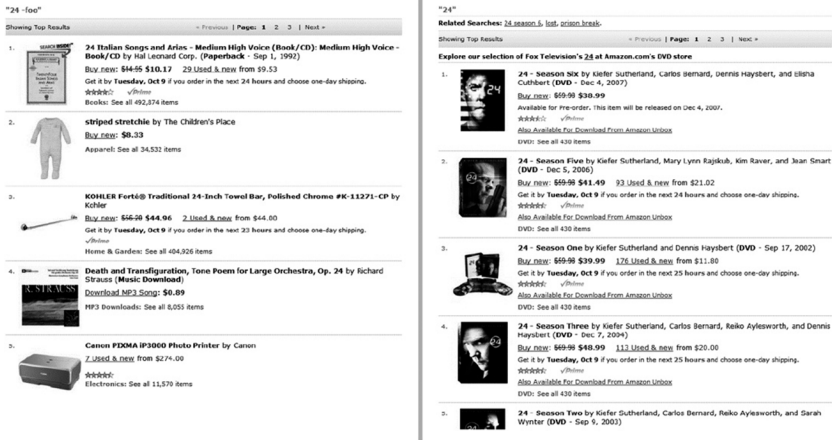 "24 -foo"
Showing Top Results
« Previous | Page: 1 2 3 | Next »
1.
SEARCH INSIDE
24 Italian Songs and Arias - Medium High Voice (Book/CD): Medium High Voice -
Book/CD by Hal Leonard Corp. (Paperback - Sep 1, 1992)
Buy new: $14.95 $10.17 29 Used & new from $9.53
Get it by Tuesday, Oct 9 if you order in the next 24 hours and choose one-day shipping.
Prime
Books: See all 492,874 items
2.
striped stretchie by The Children's Place
Buy new: $8.33
Apparel: See all 34,532 items
3.
KOHLER Forté® Traditional 24-Inch Towel Bar, Polished Chrome #K-11271-CP by
Kohler
Buy new: $44.96 2 Used & new from $44.80
Get it by Tuesday, Oct 9 if you order in the next 23 hours and choose one-day shipping.
Prime
Home & Garden: See all 404,926 items
4.
R. STRAUSS
Death and Transfiguration, Tone Poem for Large Orchestra, Op. 24 by Richard
Strauss (Music Download)
Download MP3 Song: $0.89
MP3 Downloads: See all 8,055 items
5.
Canon PIXMA iP3000 Photo Printer by Canon
7 Used & new from $274.00
Electronics: See all 11,570 items
"24"
Related Searches: 24 season 6, lost, prison break.
Showing Top Results
« Previous | Page: 1 2 3 | Next »
Explore our selection of Fox Television's 24 at Amazon.com's DVD store
1.
24
24 - Season Six by Kiefer Sutherland, Carlos Bernard, Dennis Haysbert, and Elisha
Cuthbert (DVD - Dec 4, 2007)
Buy new: $59.98 $38.99
Available for Pre-order. This item will be released on Dec 4, 2007.
Prime
Also Available For Download From Amazon Unbox
DVD: See all 430 items
2.
24
24 - Season Five by Kiefer Sutherland, Mary Lynn Rajskub, Kim Raver, and Jean Smart
(DVD - Dec 5, 2006)
Buy new: $59.98 $41.49 93 Used & new from $21.02
Get it by Tuesday, Oct 9 if you order in the next 24 hours and choose one-day shipping.
Prime
Also Available For Download From Amazon Unbox
DVD: See all 430 items
3.
24 - Season One by Kiefer Sutherland and Dennis Haysbert (DVD - Sep 17, 2002)
Buy new: $59.98 $39.99 176 Used & new from $11.80
Get it by Tuesday, Oct 9 if you order in the next 25 hours and choose one-day shipping.
Prime
Also Available For Download From Amazon Unbox
DVD: See all 430 items
4.
24
24 - Season Three by Kiefer Sutherland, Carlos Bernard, Reiko Aylesworth, and Dennis
Haysbert (DVD - Dec 7, 2004)
Buy new: $69.98 $48.99 113 Used & new from $20.00
Get it by Tuesday, Oct 9 if you order in the next 25 hours and choose one-day shipping.
Prime
Also Available For Download From Amazon Unbox
DVD: See all 430 items
5.
24 - Season Two by Kiefer Sutherland, Carlos Bernard, Reiko Aylesworth, and Sarah
Wynter (DVD - Sep 9, 2003)